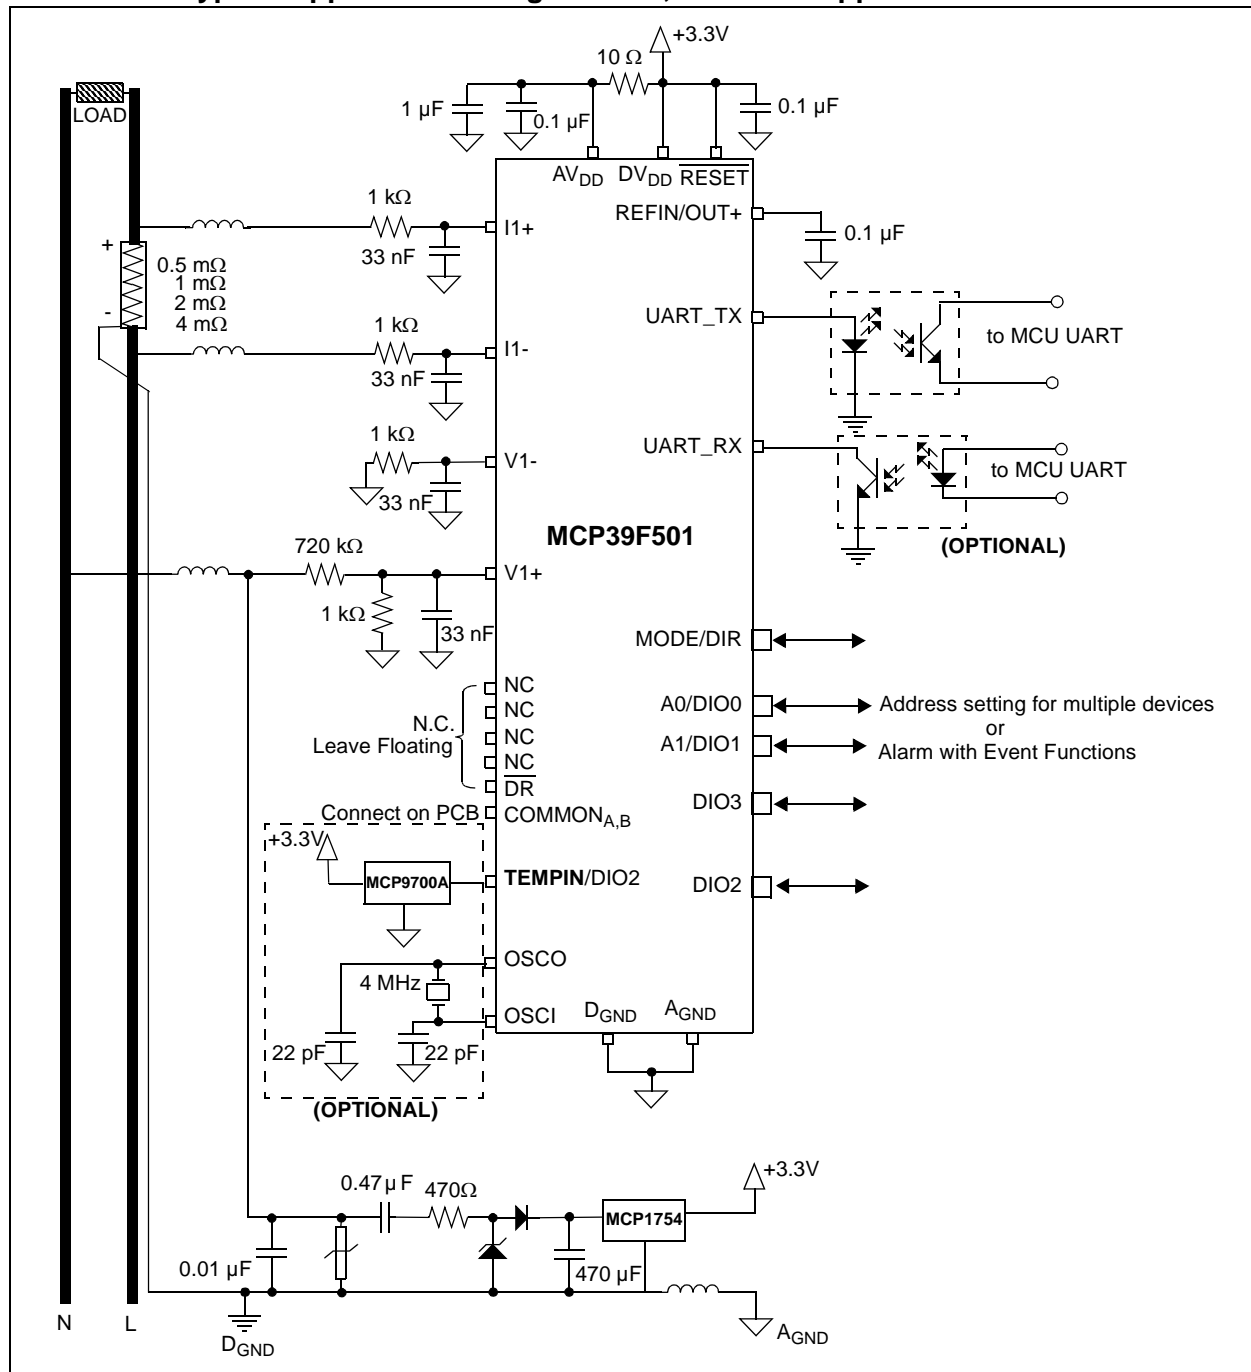 +3.3V
10 Ω
LOAD
1 µF
0.1 µF
0.1 µF
AVDD
DVDD
RESET
1 kΩ
I1+
REFIN/OUT+
33 nF
0.1 µF
+
0.5 mΩ
1 mΩ
2 mΩ
4 mΩ
-
1 kΩ
I1-
33 nF
UART_TX
to MCU UART
1 kΩ
V1-
33 nF
UART_RX
to MCU UART
(OPTIONAL)
MCP39F501
720 kΩ
V1+
1 kΩ
33 nF
MODE/DIR
NC
NC
NC
NC
DR
N.C.
Leave Floating
A0/DIO0
A1/DIO1
Address setting for multiple devices
or
Alarm with Event Functions
Connect on PCB
COMMONA,B
DIO3
+3.3V
MCP9700A
TEMPIN/DIO2
DIO2
OSCO
4 MHz
OSCI
22 pF
22 pF
DGND
AGND
(OPTIONAL)
0.47µ F
470Ω
+3.3V
MCP1754
0.01 µF
470 µF
N
L
DGND
AGND